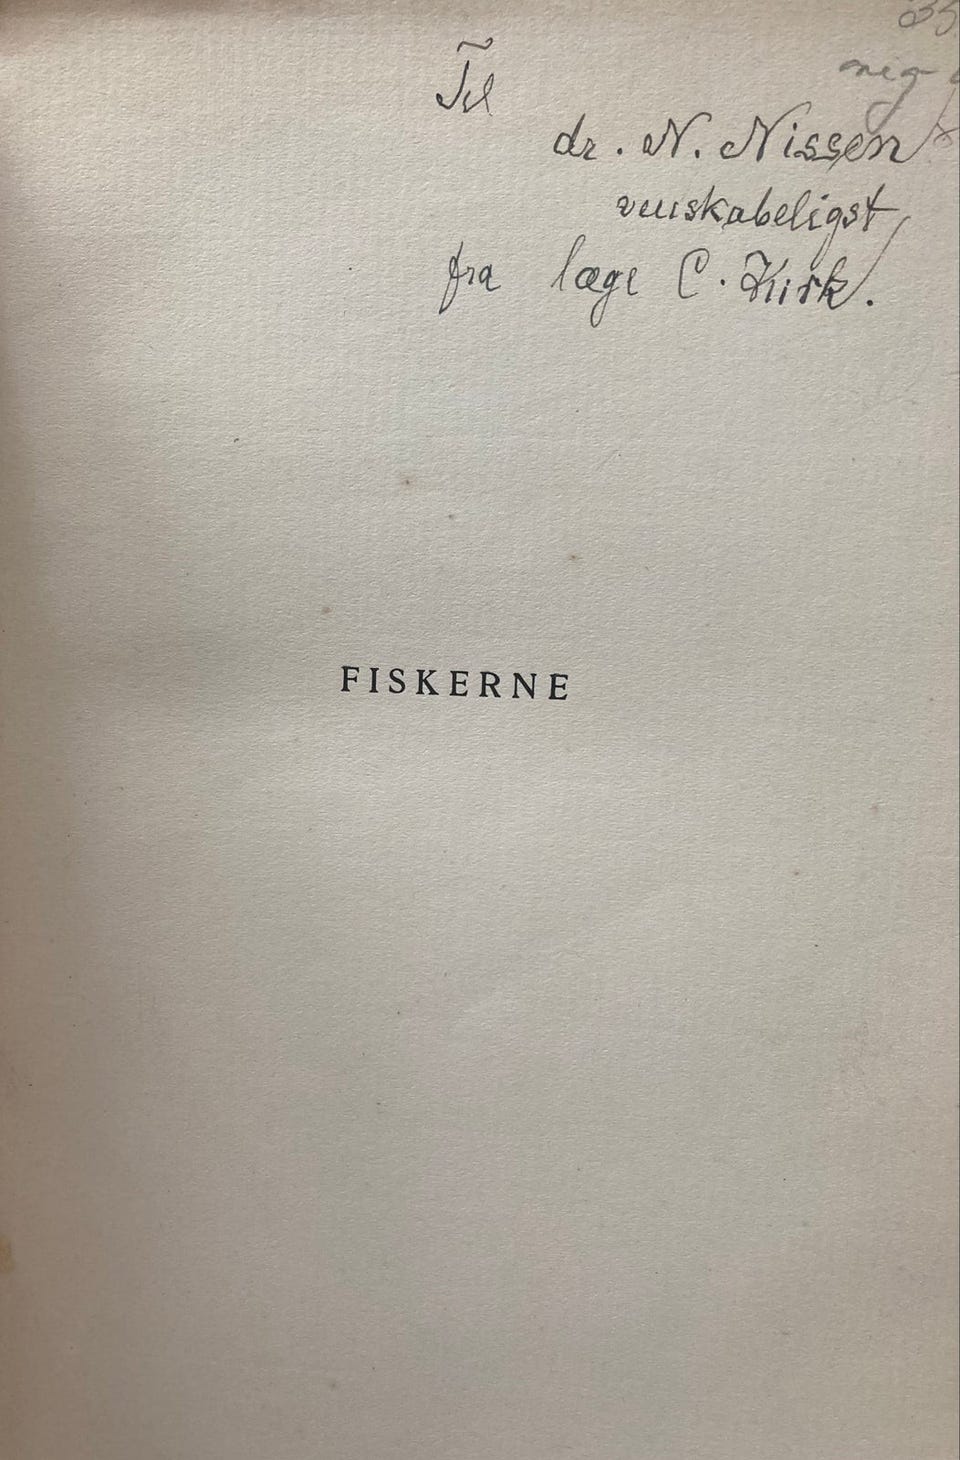 Til
dr. N. Nissen
venskabeligst
fra læge C. Kirk.
FISKERNE